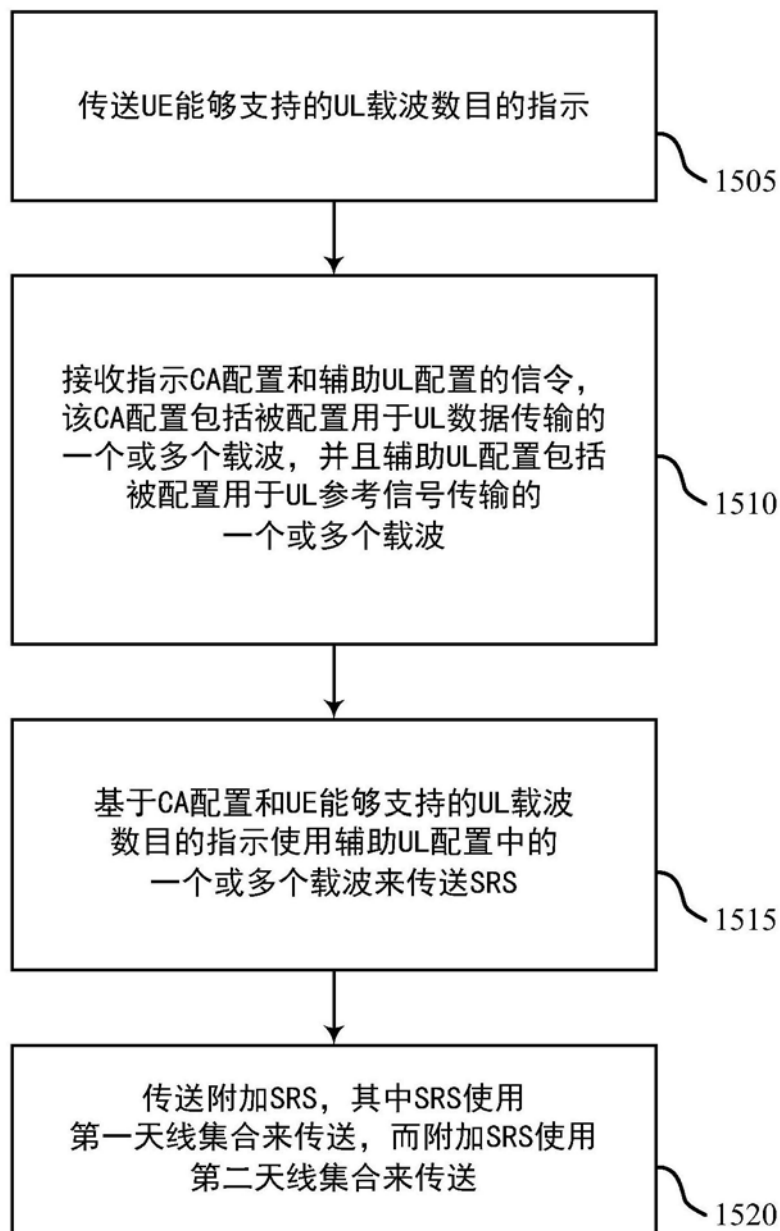 传送UE能够支持的UL载波数目的指示
1505
接收指示CA配置和辅助UL配置的信令，
该CA配置包括被配置用于UL数据传输的
一个或多个载波，并且辅助UL配置包括
被配置用于UL参考信号传输的
一个或多个载波
1510
基于CA配置和UE能够支持的UL载波
数目的指示使用辅助UL配置中的
一个或多个载波来传送SRS
1515
传送附加SRS，其中SRS使用
第一天线集合来传送，而附加SRS使用
第二天线集合来传送
1520